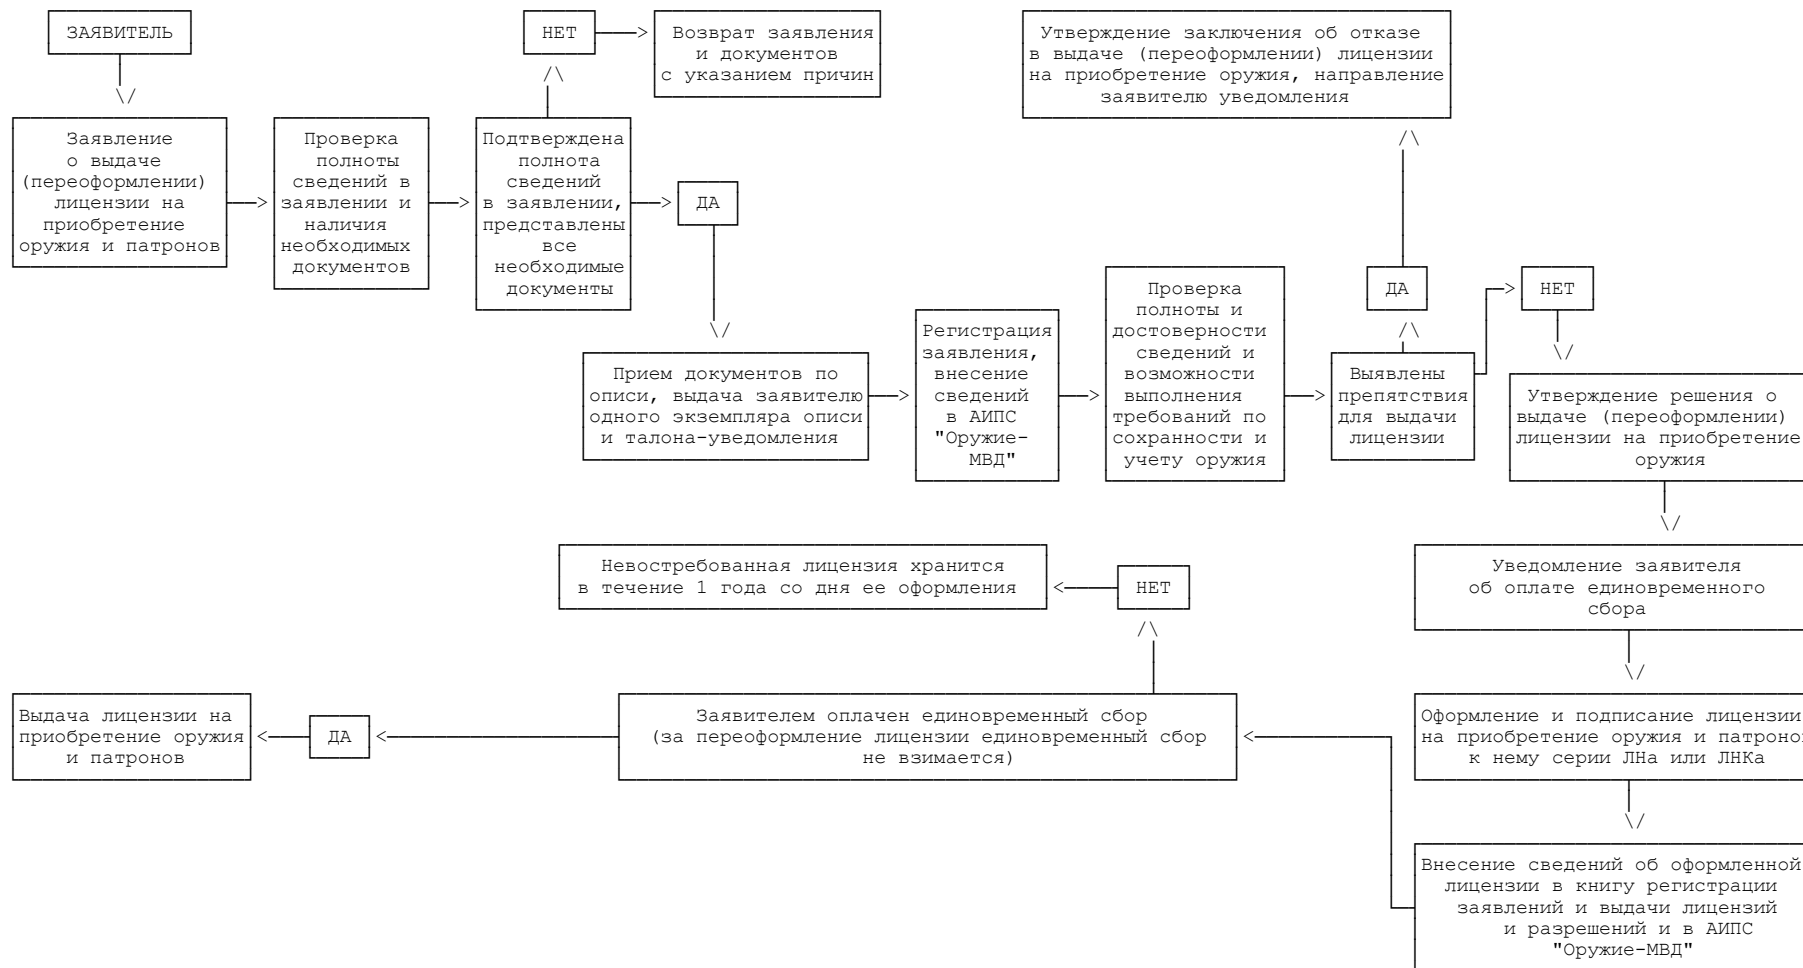 ЗАЯВИТЕЛЬ
НЕТ
Возврат заявления
и документов
с указанием причин
Утверждение заключения об отказе
в выдаче (переоформлении) лицензии
на приобретение оружия, направление
заявителю уведомления
Заявление
о выдаче
(переоформлении)
лицензии на
приобретение
оружия и патронов
Проверка
полноты
сведений в
заявлении и
наличия
необходимых
документов
Подтверждена
полнота
сведений
в заявлении,
представлены
все
необходимые
документы
ДА
Прием документов по
описи, выдача заявителю
одного экземпляра описи
и талона-уведомления
Регистрация
заявления,
внесение
сведений
в АИПС
"Оружие-
МВД"
Проверка
полноты и
достоверности
сведений и
возможности
выполнения
требований по
сохранности и
учету оружия
ДА
Выявлены
препятствия
для выдачи
лицензии
НЕТ
Утверждение решения о
выдаче (переоформлении)
лицензии на приобретение
оружия
Уведомление заявителя
об оплате единовременного
сбора
Оформление и подписание лицензии
на приобретение оружия и
к нему серии ЛНа или ЛНКа
Внесение сведений об оформленной
лицензии в книгу регистрации
заявлений и выдачи лицензий
и разрешений и в АИПС
"Оружие-МВД"
Заявителем оплачен единовременный сбор
(за переоформление лицензии единовременный сбор
не взимается)
НЕТ
Невостребованная лицензия хранится
в течение 1 года со дня ее оформления
ДА
Выдача лицензии на
приобретение оружия
и патронов